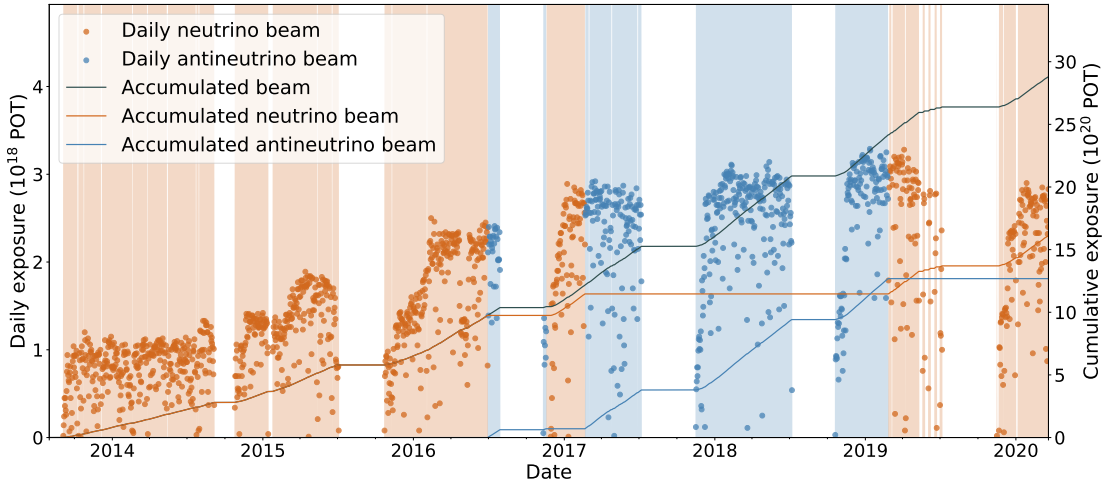 Daily neutrino beam
Daily antineutrino beam
Accumulated beam
Accumulated neutrino beam
Accumulated antineutrino beam
Daily exposure (10^18 POT)
4
3
2
1
0
Cumulative exposure (10^20 POT)
30
25
20
15
10
5
0
2014 2015 2016 2017 2018 2019 2020
Date